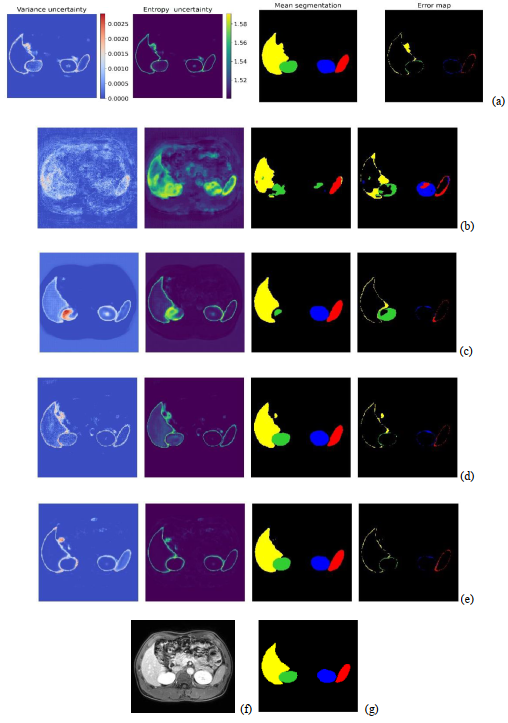 Variance uncertainty Entropy uncertainty Mean segmentation Error map
0.0025
0.0020
0.0015
0.0010
0.0005
0.0000
1.58
1.56
1.54
1.52
(a)
(b)
(c)
(d)
(e)
(f)
(g)